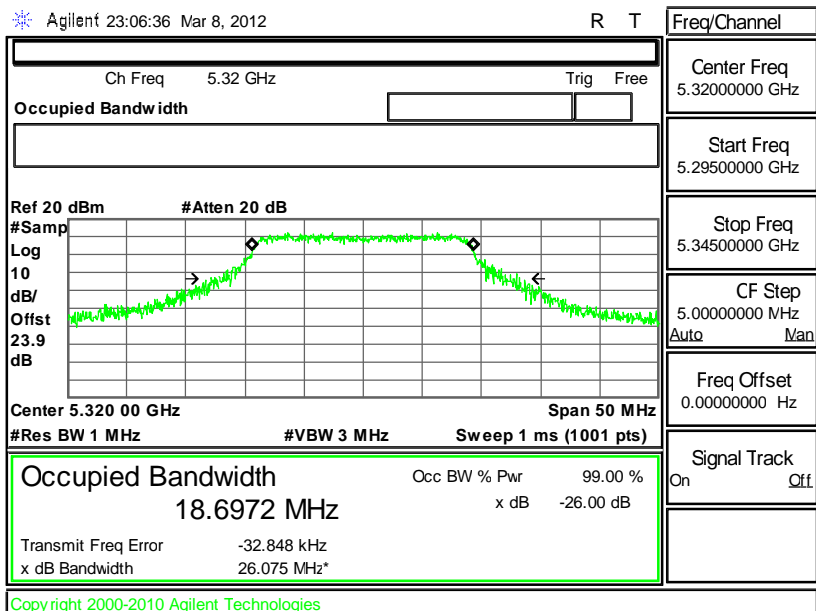 Agilent 23:06:36 Mar 8, 2012 R T
Ch Freq 5.32 GHz Trig Free
Occupied Bandwidth
Ref 20 dBm #Atten 20 dB
#Samp
Log
10
dB/
Offst
23.9
dB
Center 5.320 00 GHz Span 50 MHz
#Res BW 1 MHz #VBW 3 MHz Sweep 1 ms (1001 pts)
Occupied Bandwidth
18.6972 MHz
Occ BW % Pwr 99.00 %
x dB -26.00 dB
Transmit Freq Error -32.848 kHz
x dB Bandwidth 26.075 MHz*
Copyright 2000-2010 Agilent Technologies
Freq/Channel
Center Freq
5.32000000 GHz
Start Freq
5.29500000 GHz
Stop Freq
5.34500000 GHz
CF Step
5.00000000 MHz
Auto Man
Freq Offset
0.00000000 Hz
Signal Track
On Off